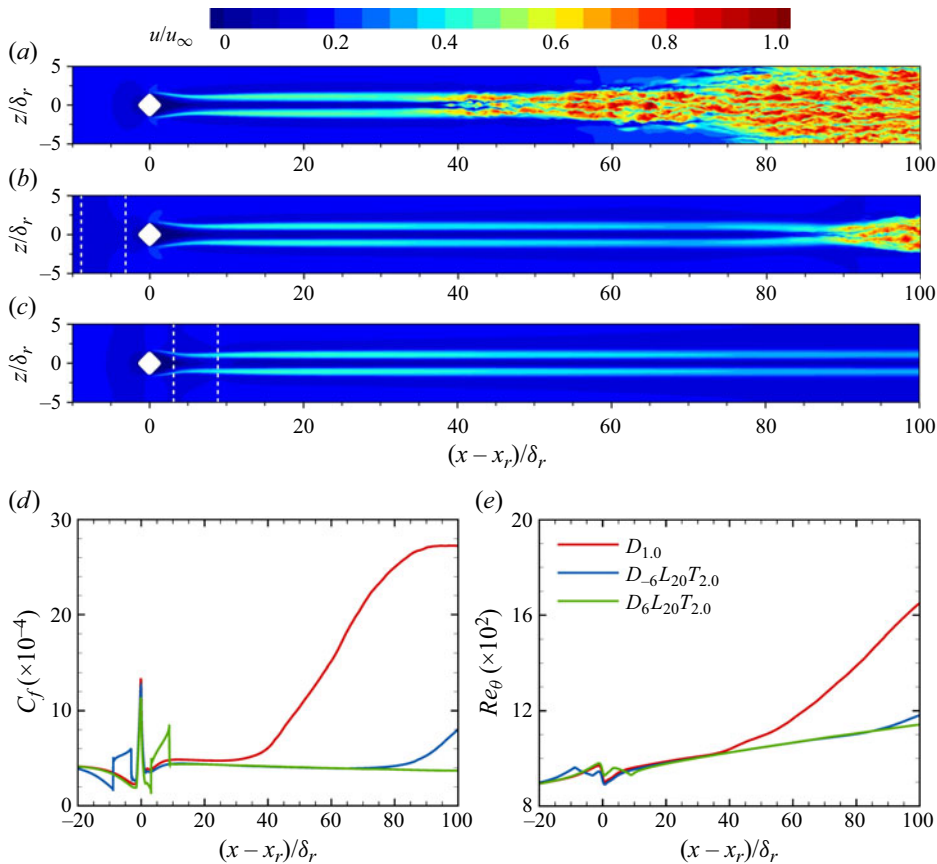 u/u∞ 0 0.2 0.4 0.6 0.8 1.0
(a)
5
z/δr 0
−5
0 20 40 60 80 100
(b)
5
z/δr 0
−5
0 20 40 60 80 100
(c)
5
z/δr 0
−5
0 20 40 60 80 100
(x − xr)/δr
(d)
30
20
Cf (×10−4)
10
0
−20 0 20 40 60 80 100
(x − xr)/δr
(e)
20
D1.0
D−6L20T2.0
D6L20T2.0
16
Reθ (×102)
12
8
−20 0 20 40 60 80 100
(x − xr)/δr